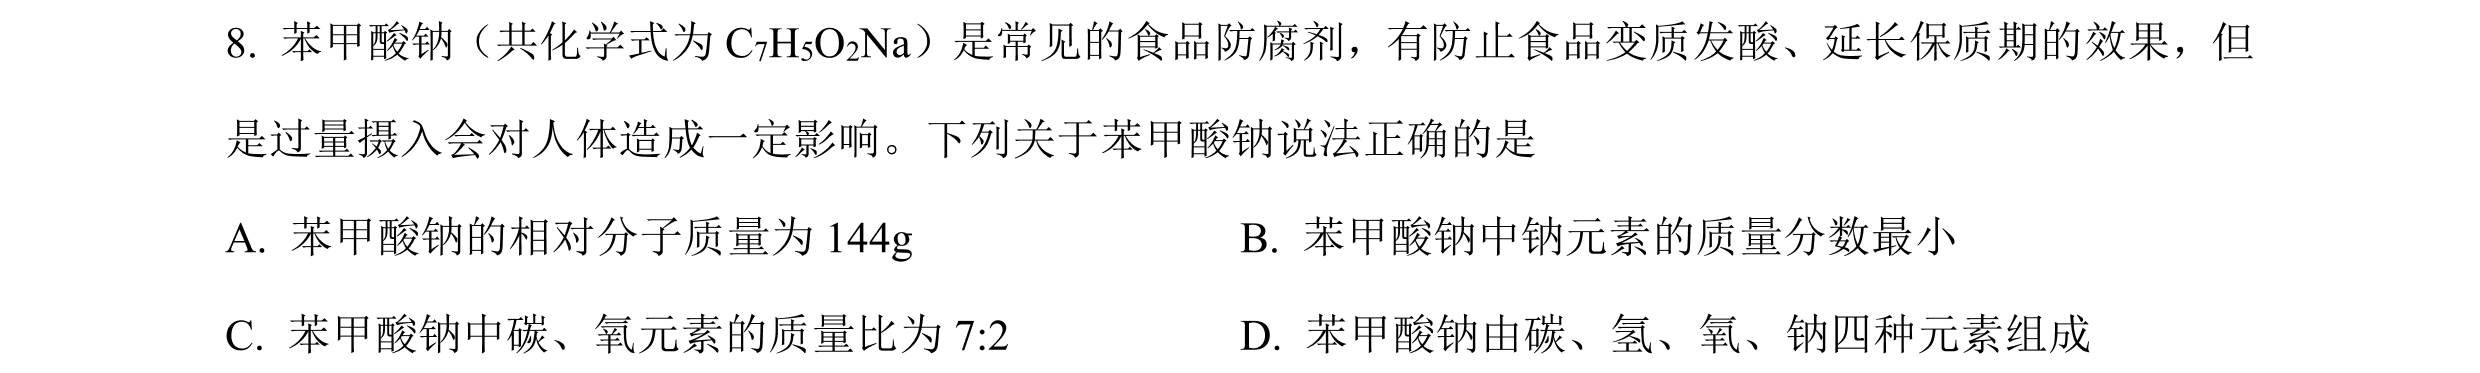 8. 苯甲酸钠（共化学式为 C₇H₅O₂Na）是常见的食品防腐剂，有防止食品变质发酸、延长保质期的效果，但
是过量摄入会对人体造成一定影响。下列关于苯甲酸钠说法正确的是
A. 苯甲酸钠的相对分子质量为 144g B. 苯甲酸钠中钠元素的质量分数最小
C. 苯甲酸钠中碳、氧元素的质量比为 7:2 D. 苯甲酸钠由碳、氢、氧、钠四种元素组成